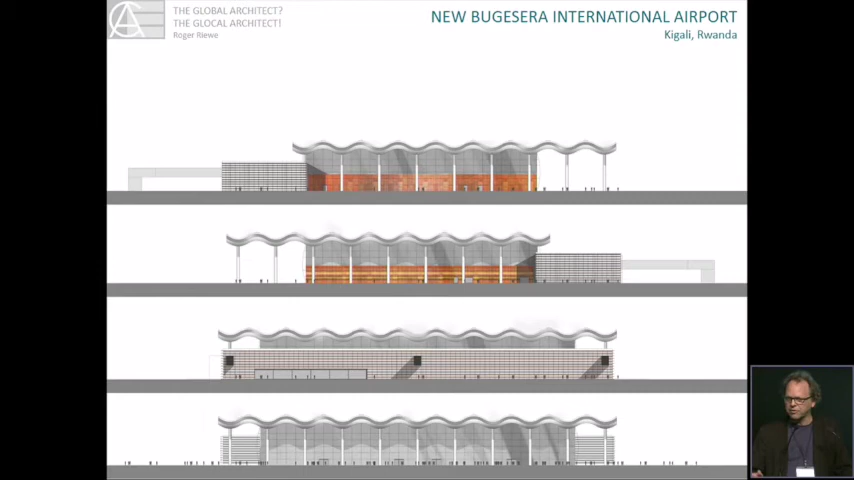 THE GLOBAL ARCHITECT?
THE GLOCAL ARCHITECT!
Roger Riewe
NEW BUGESERA INTERNATIONAL AIRPORT
Kigali, Rwanda